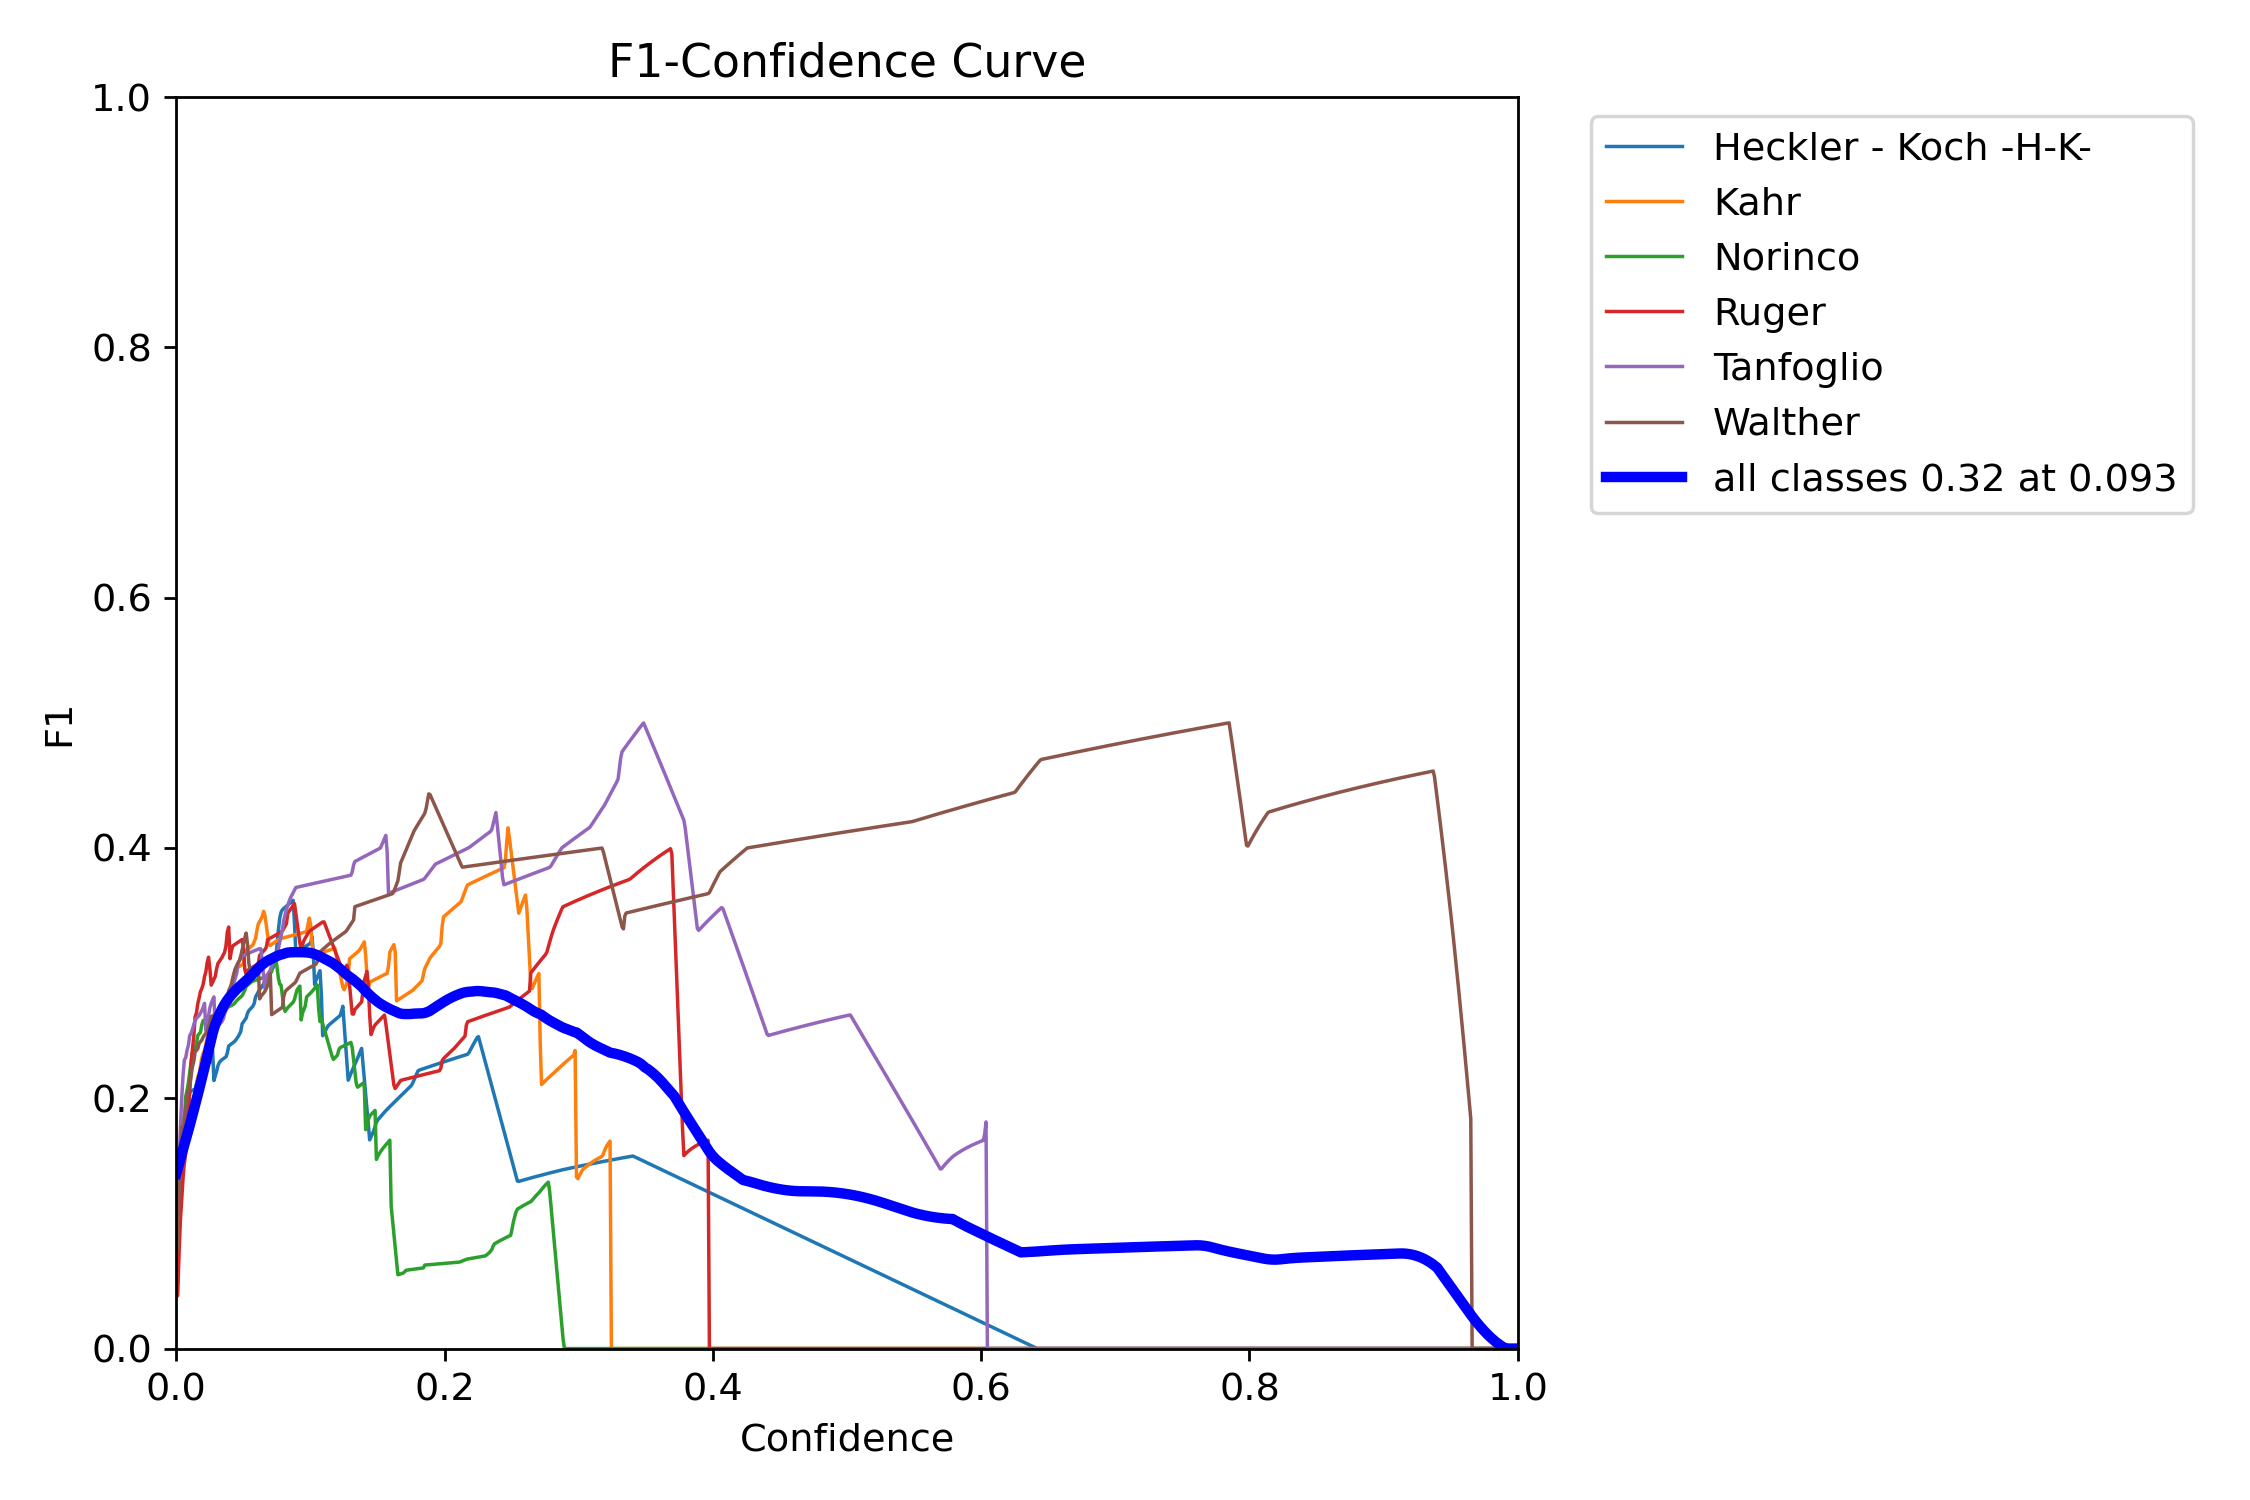 F1-Confidence Curve
1.0
0.8
0.6
0.4
0.2
0.0
F1
0.0 0.2 0.4 0.6 0.8 1.0
Confidence
Heckler - Koch -H-K-
Kahr
Norinco
Ruger
Tanfoglio
Walther
all classes 0.32 at 0.093